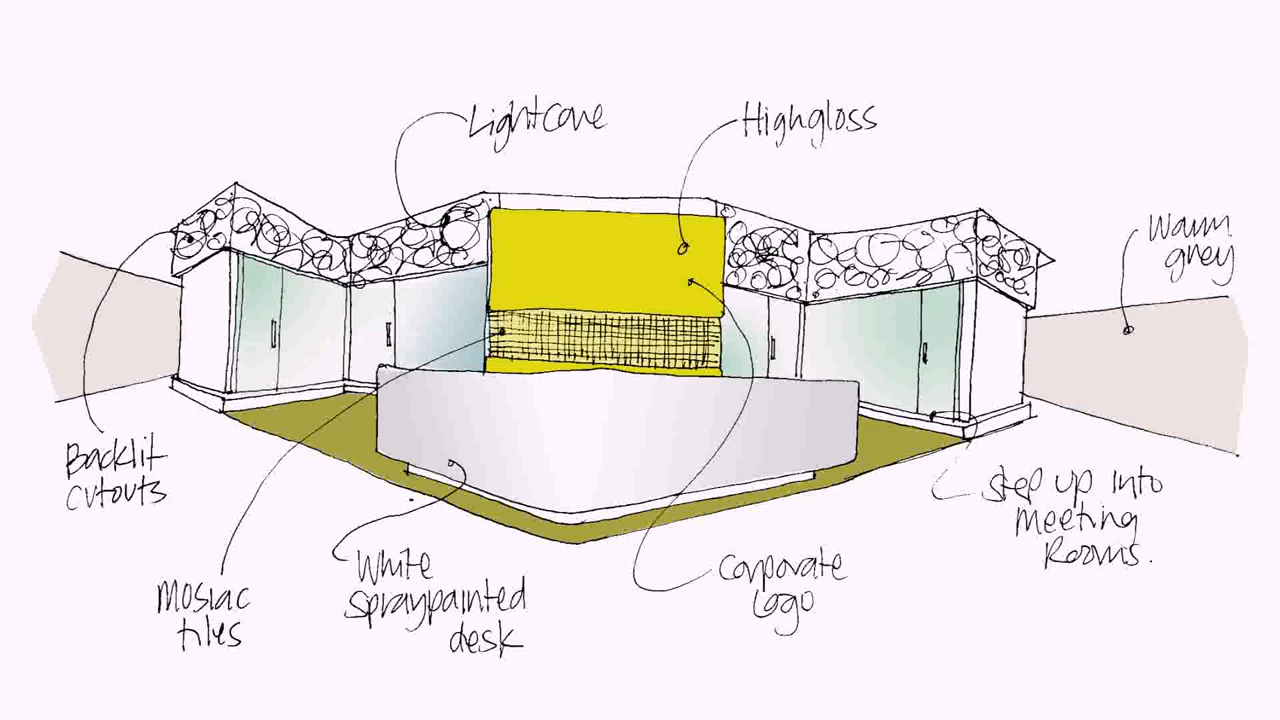 Lightcove
Highgloss
Warm
grey
Backlit
cutouts
Step up into
Meeting
Rooms.
Mosiac
tiles
White
spraypainted
desk
Corporate
Logo